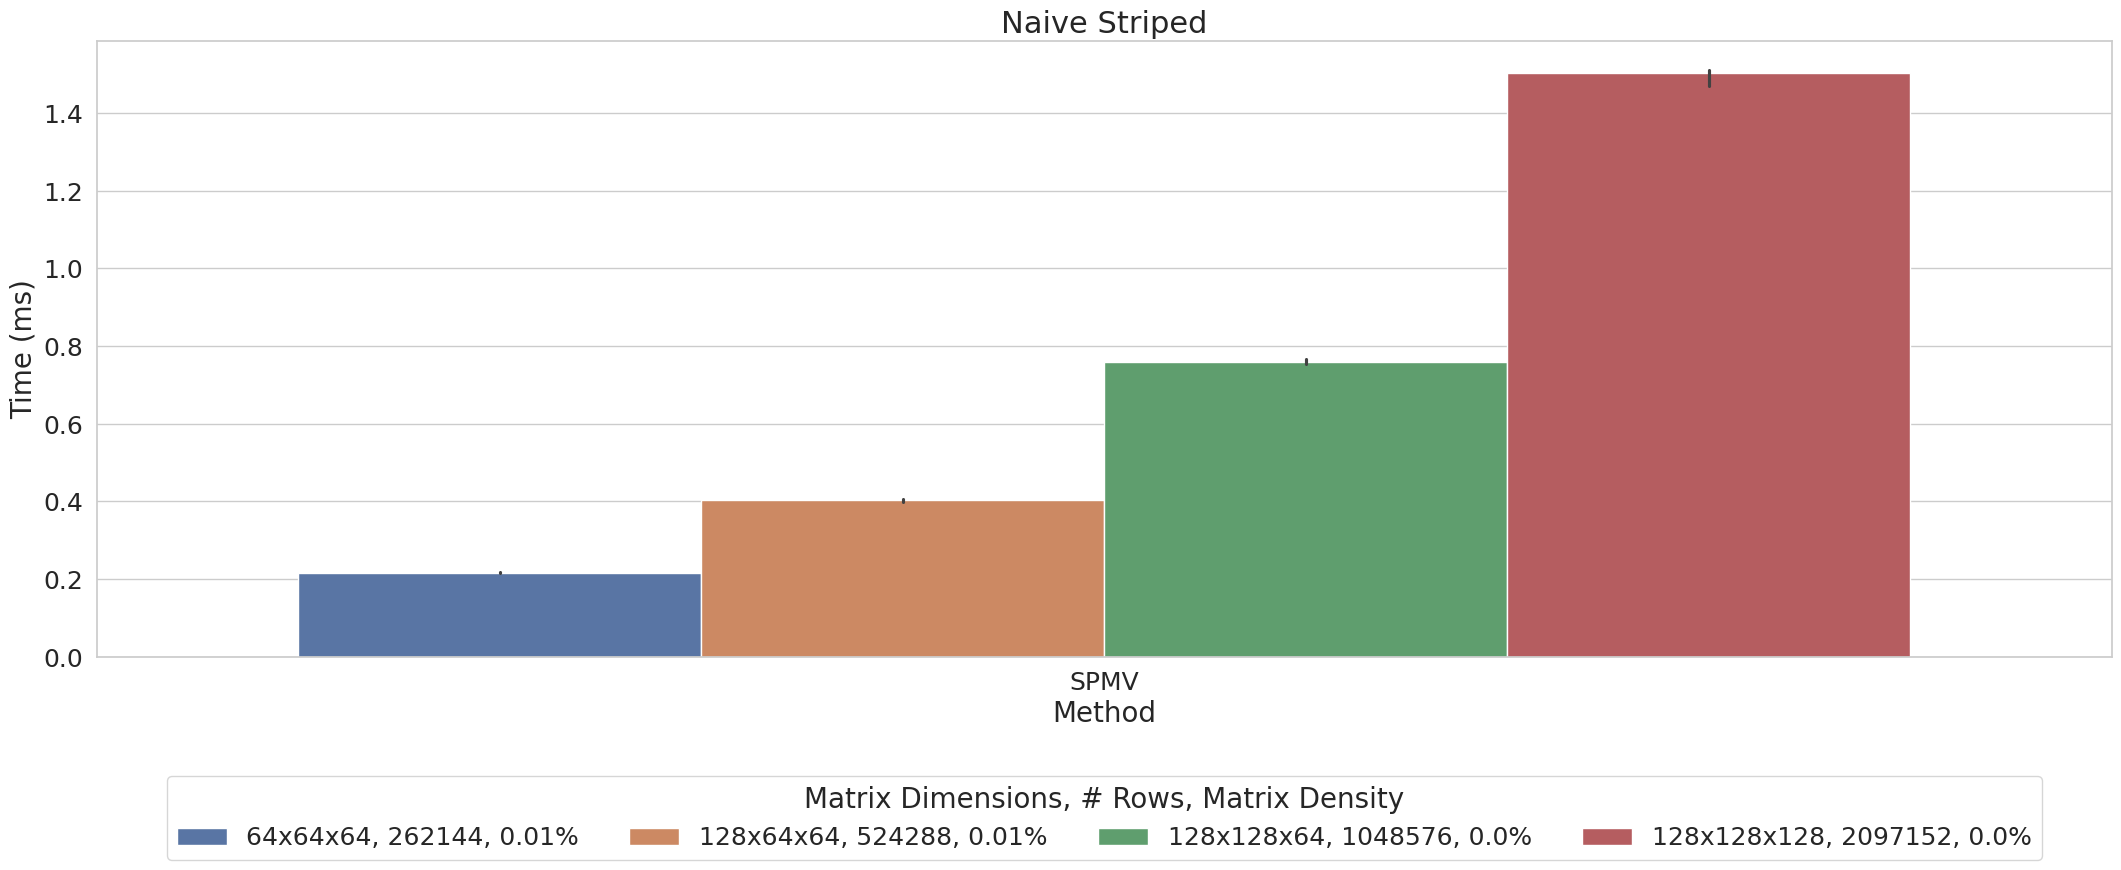 Naive Striped
Time (ms)
1.4
1.2
1.0
0.8
0.6
0.4
0.2
0.0
SPMV
Method
Matrix Dimensions, # Rows, Matrix Density
64x64x64, 262144, 0.01% 128x64x64, 524288, 0.01% 128x128x64, 1048576, 0.0% 128x128x128, 2097152, 0.0%